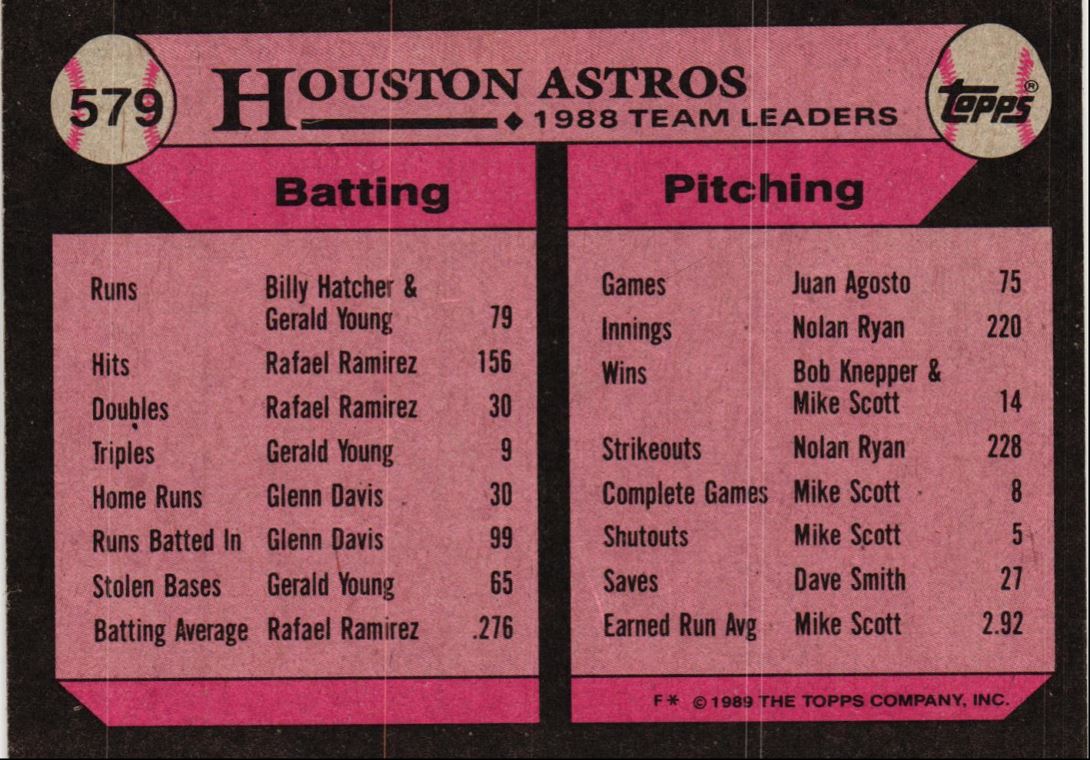 579
HOUSTON ASTROS
1988 TEAM LEADERS
topps®
Batting
Runs Billy Hatcher &
Gerald Young 79
Hits Rafael Ramirez 156
Doubles Rafael Ramirez 30
Triples Gerald Young 9
Home Runs Glenn Davis 30
Runs Batted In Glenn Davis 99
Stolen Bases Gerald Young 65
Batting Average Rafael Ramirez .276
Pitching
Games Juan Agosto 75
Innings Nolan Ryan 220
Wins Bob Knepper &
Mike Scott 14
Strikeouts Nolan Ryan 228
Complete Games Mike Scott 8
Shutouts Mike Scott 5
Saves Dave Smith 27
Earned Run Avg Mike Scott 2.92
F* © 1989 THE TOPPS COMPANY, INC.